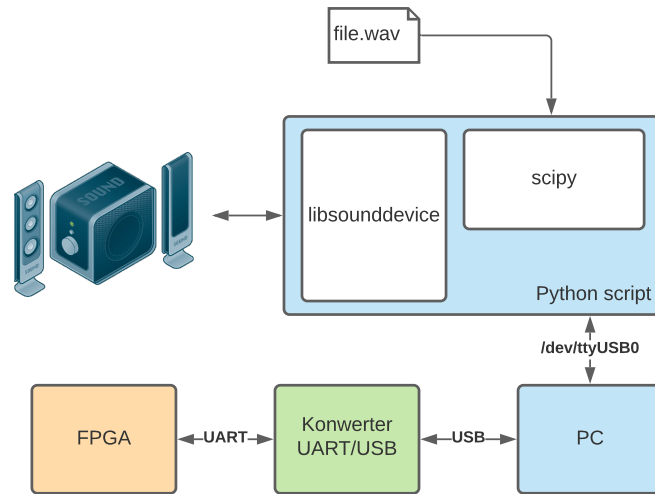 file.wav
SOUND
libsounddevice
scipy
Python script
/dev/ttyUSB0
FPGA
UART
Konwerter
UART/USB
USB
PC